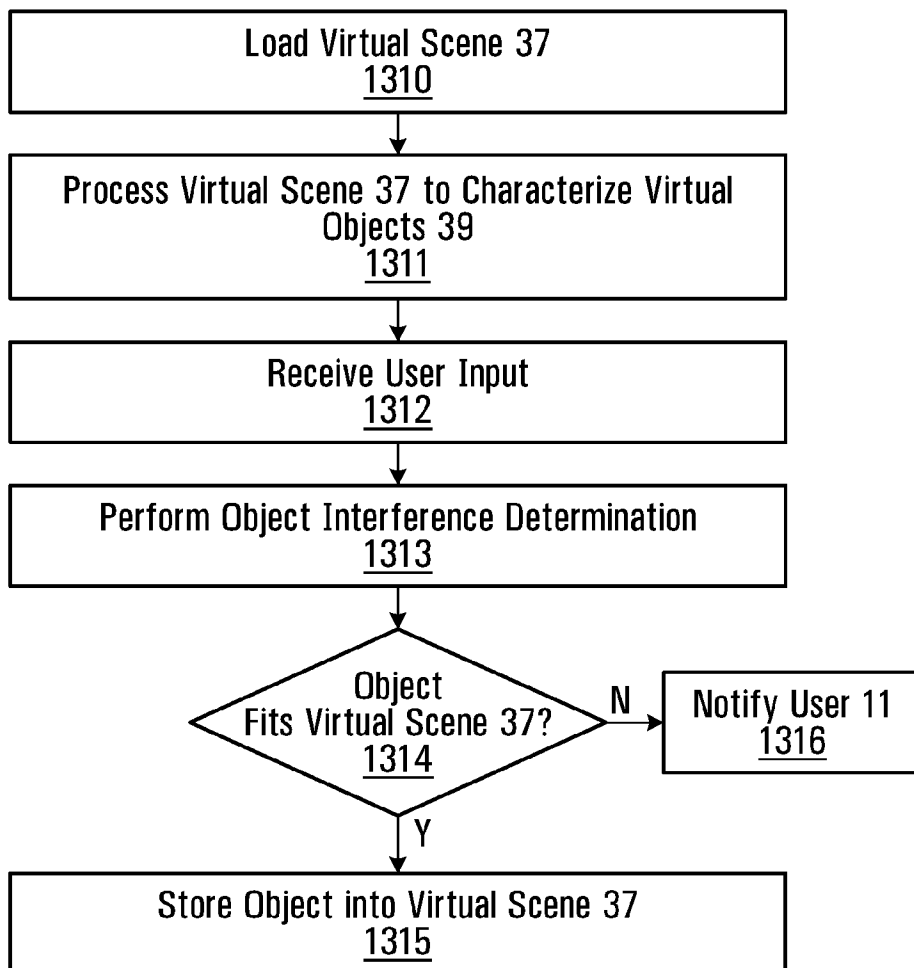 Load Virtual Scene 37
1310
Process Virtual Scene 37 to Characterize Virtual
Objects 39
1311
Receive User Input
1312
Perform Object Interference Determination
1313
Object
Fits Virtual Scene 37?
1314
N
Notify User 11
1316
Y
Store Object into Virtual Scene 37
1315